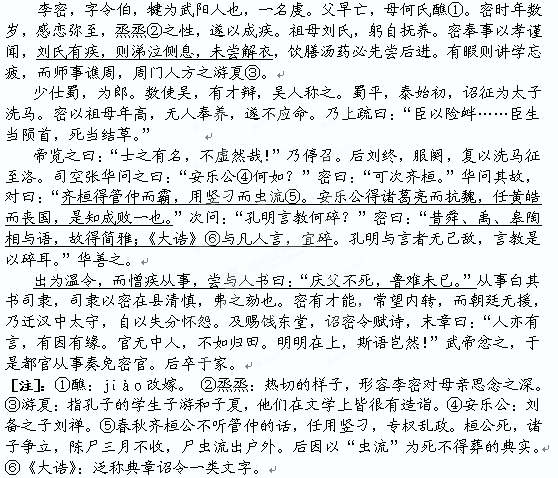 李密，字令伯，犍为武阳人也，一名虔。父早亡，母何氏醮①。密时年数
岁，感恋弥至，烝烝②之性，遂以成疾。祖母刘氏，躬自抚养。密奉事以孝谨
闻，刘氏有疾，则涕泣侧息，未尝解衣，饮膳汤药必先尝后进。有暇则讲学忘
疲，而师事谯周，周门人方之游夏③。↵
少仕蜀，为郎。数使吴，有才辩，吴人称之。蜀平，泰始初，诏征为太子
洗马。密以祖母年高，无人奉养，遂不应命。乃上疏曰：“臣以险衅……臣生
当陨首，死当结草。”↵
帝览之曰：“士之有名，不虚然哉！”乃停召。后刘终，服阕，复以洗马征
至洛。司空张华问之曰：“安乐公④何如？”密曰：“可次齐桓。”华问其故，
对曰：“齐桓得管仲而霸，用竖刁而虫流⑤。安乐公得诸葛亮而抗魏，任黄皓
而丧国，是知成败一也。”次问：“孔明言教何碎？”密曰：“昔舜、禹、皋陶
相与语，故得简雅；《大诰》⑥与凡人言，宜碎。孔明与言者无己敌，言教是
以碎耳。”华善之。↵
出为温令，而憎疾从事，尝与人书曰：“庆父不死，鲁难未已。”从事白其
书司隶，司隶以密在县清慎，弗之劾也。密有才能，常望内转，而朝廷无援，
乃迁汉中太守，自以失分怀怨。及赐饯东堂，诏密令赋诗，末章曰：“人亦有
言，有因有缘。官无中人，不如归田。明明在上，斯语岂然！”武帝忿之，于
是都官从事奏免密官。后卒于家。↵
[注]：①醮：jiào改嫁。 ②烝烝：热切的样子，形容李密对母亲思念之深。
③游夏：指孔子的学生子游和子夏，他们在文学上皆很有造诣。④安乐公：刘
备之子刘禅。⑤春秋齐桓公不听管仲的话，任用竖刁，专权乱政。桓公死，诸
子争立，陈尸三月不收，尸虫流出户外。后因以“虫流”为死不得葬的典实。
⑥《大诰》：泛称典章诏令一类文字。↵